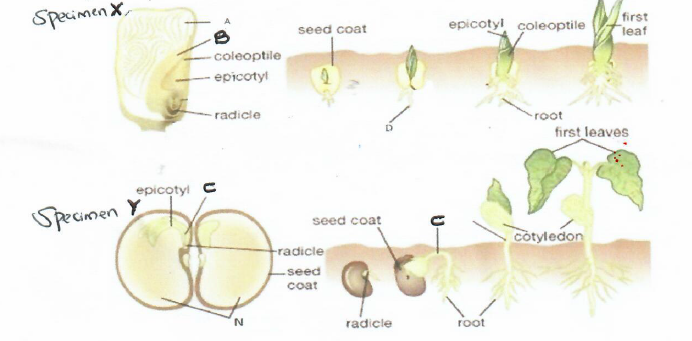 Specimen X,
A
B
coleoptile
epicotyl
radicle
seed coat
epicotyl
coleoptile
first
leaf
D
root
Specimen Y
epicotyl
C
radicle
seed
coat
N
seed coat
C
radicle
root
cotyledon
first leaves